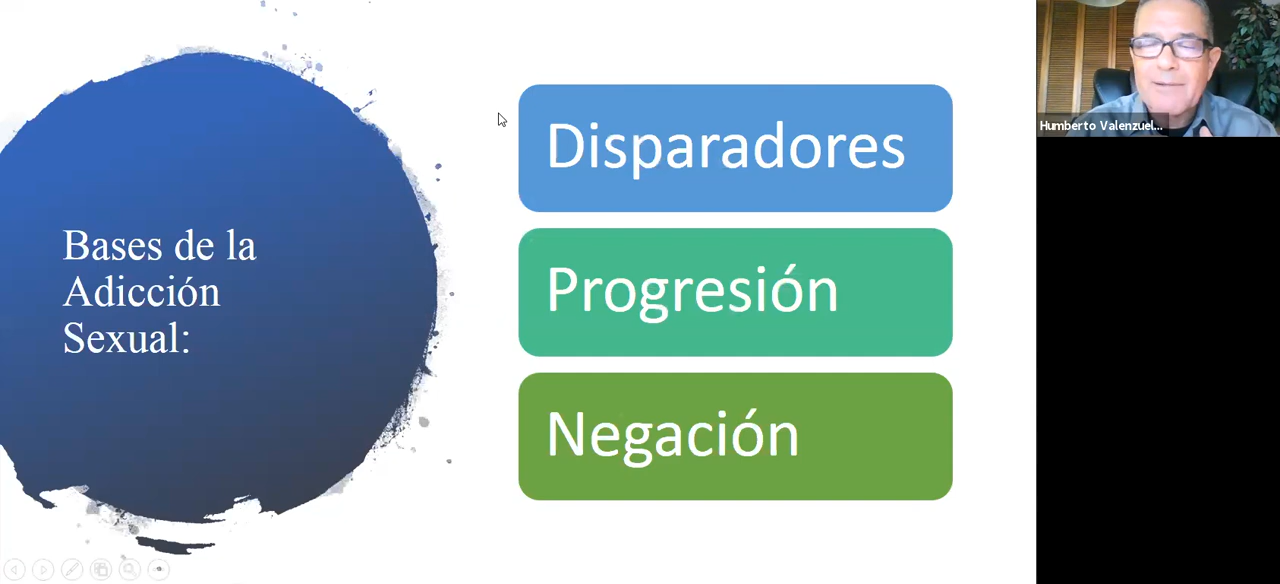 Bases de la
Adicción
Sexual:
Disparadores
Progresión
Negación
Humberto Valenzuel...